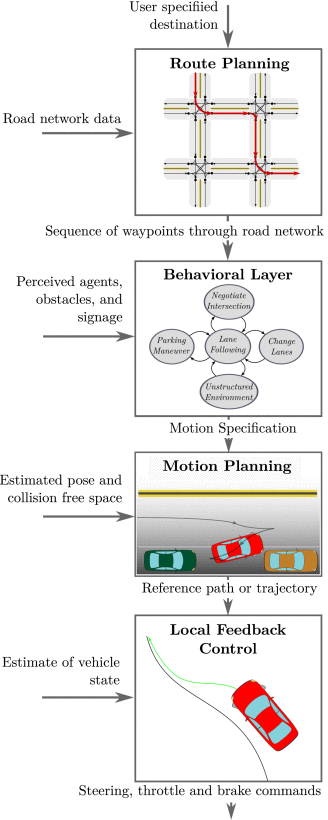 User specifiied
destination
Route Planning
Road network data
Sequence of waypoints through road network
Behavioral Layer
Perceived agents,
obstacles, and
signage
Negotiate
Intersection
Parking
Maneuver
Lane
Following
Change
Lanes
Unstructured
Environment
Motion Specification
Motion Planning
Estimated pose and
collision free space
Reference path or trajectory
Local Feedback
Control
Estimate of vehicle
state
Steering, throttle and brake commands